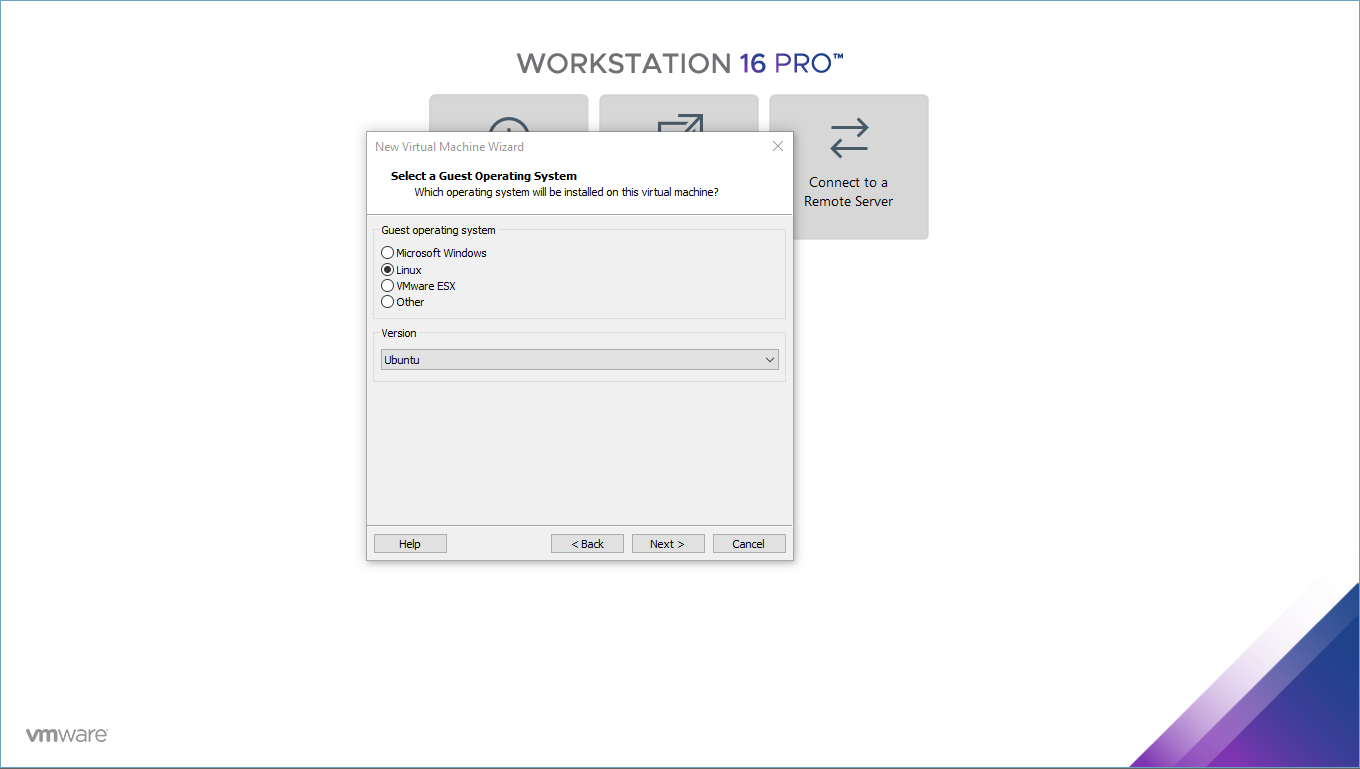 WORKSTATION 16 PRO™
New Virtual Machine Wizard
Select a Guest Operating System
Which operating system will be installed on this virtual machine?
Connect to a
Remote Server
Guest operating system
Microsoft Windows
Linux
VMware ESX
Other
Version
Ubuntu
Help
< Back
Next >
Cancel
vmware